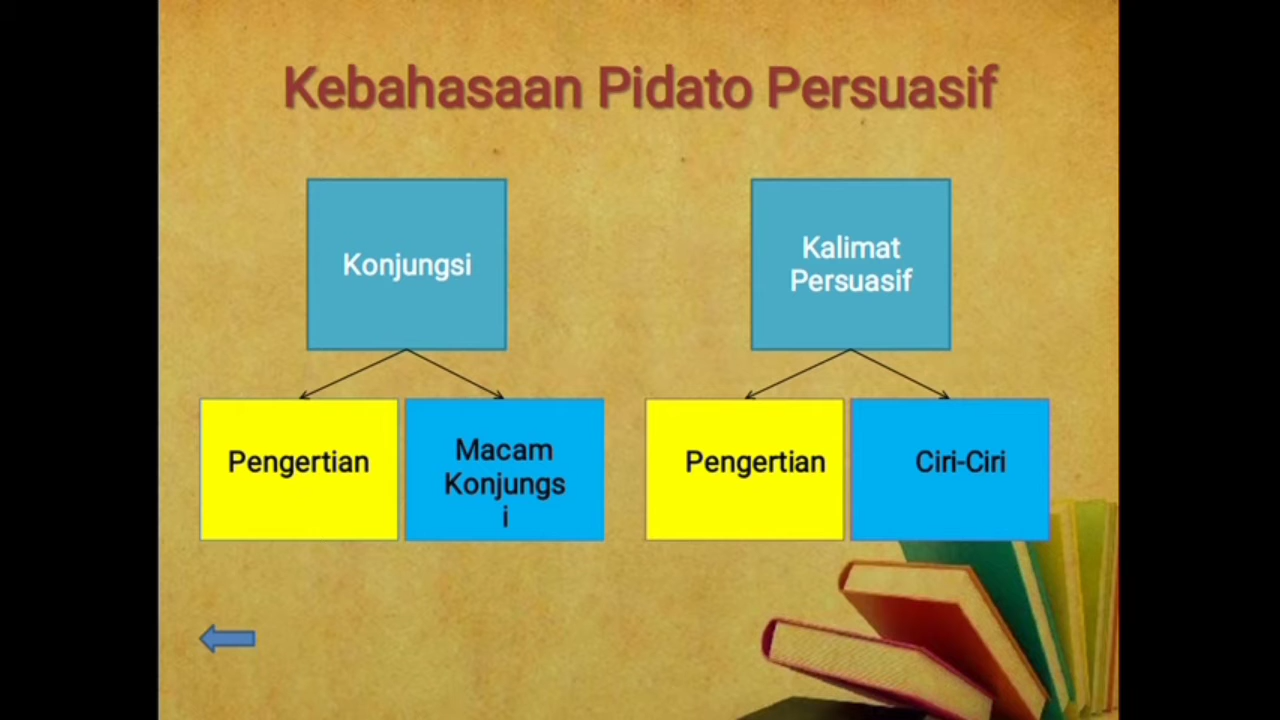 Kebahasaan Pidato Persuasif
Konjungsi
Kalimat
Persuasif
Pengertian
Macam
Konjungs
i
Pengertian
Ciri-Ciri